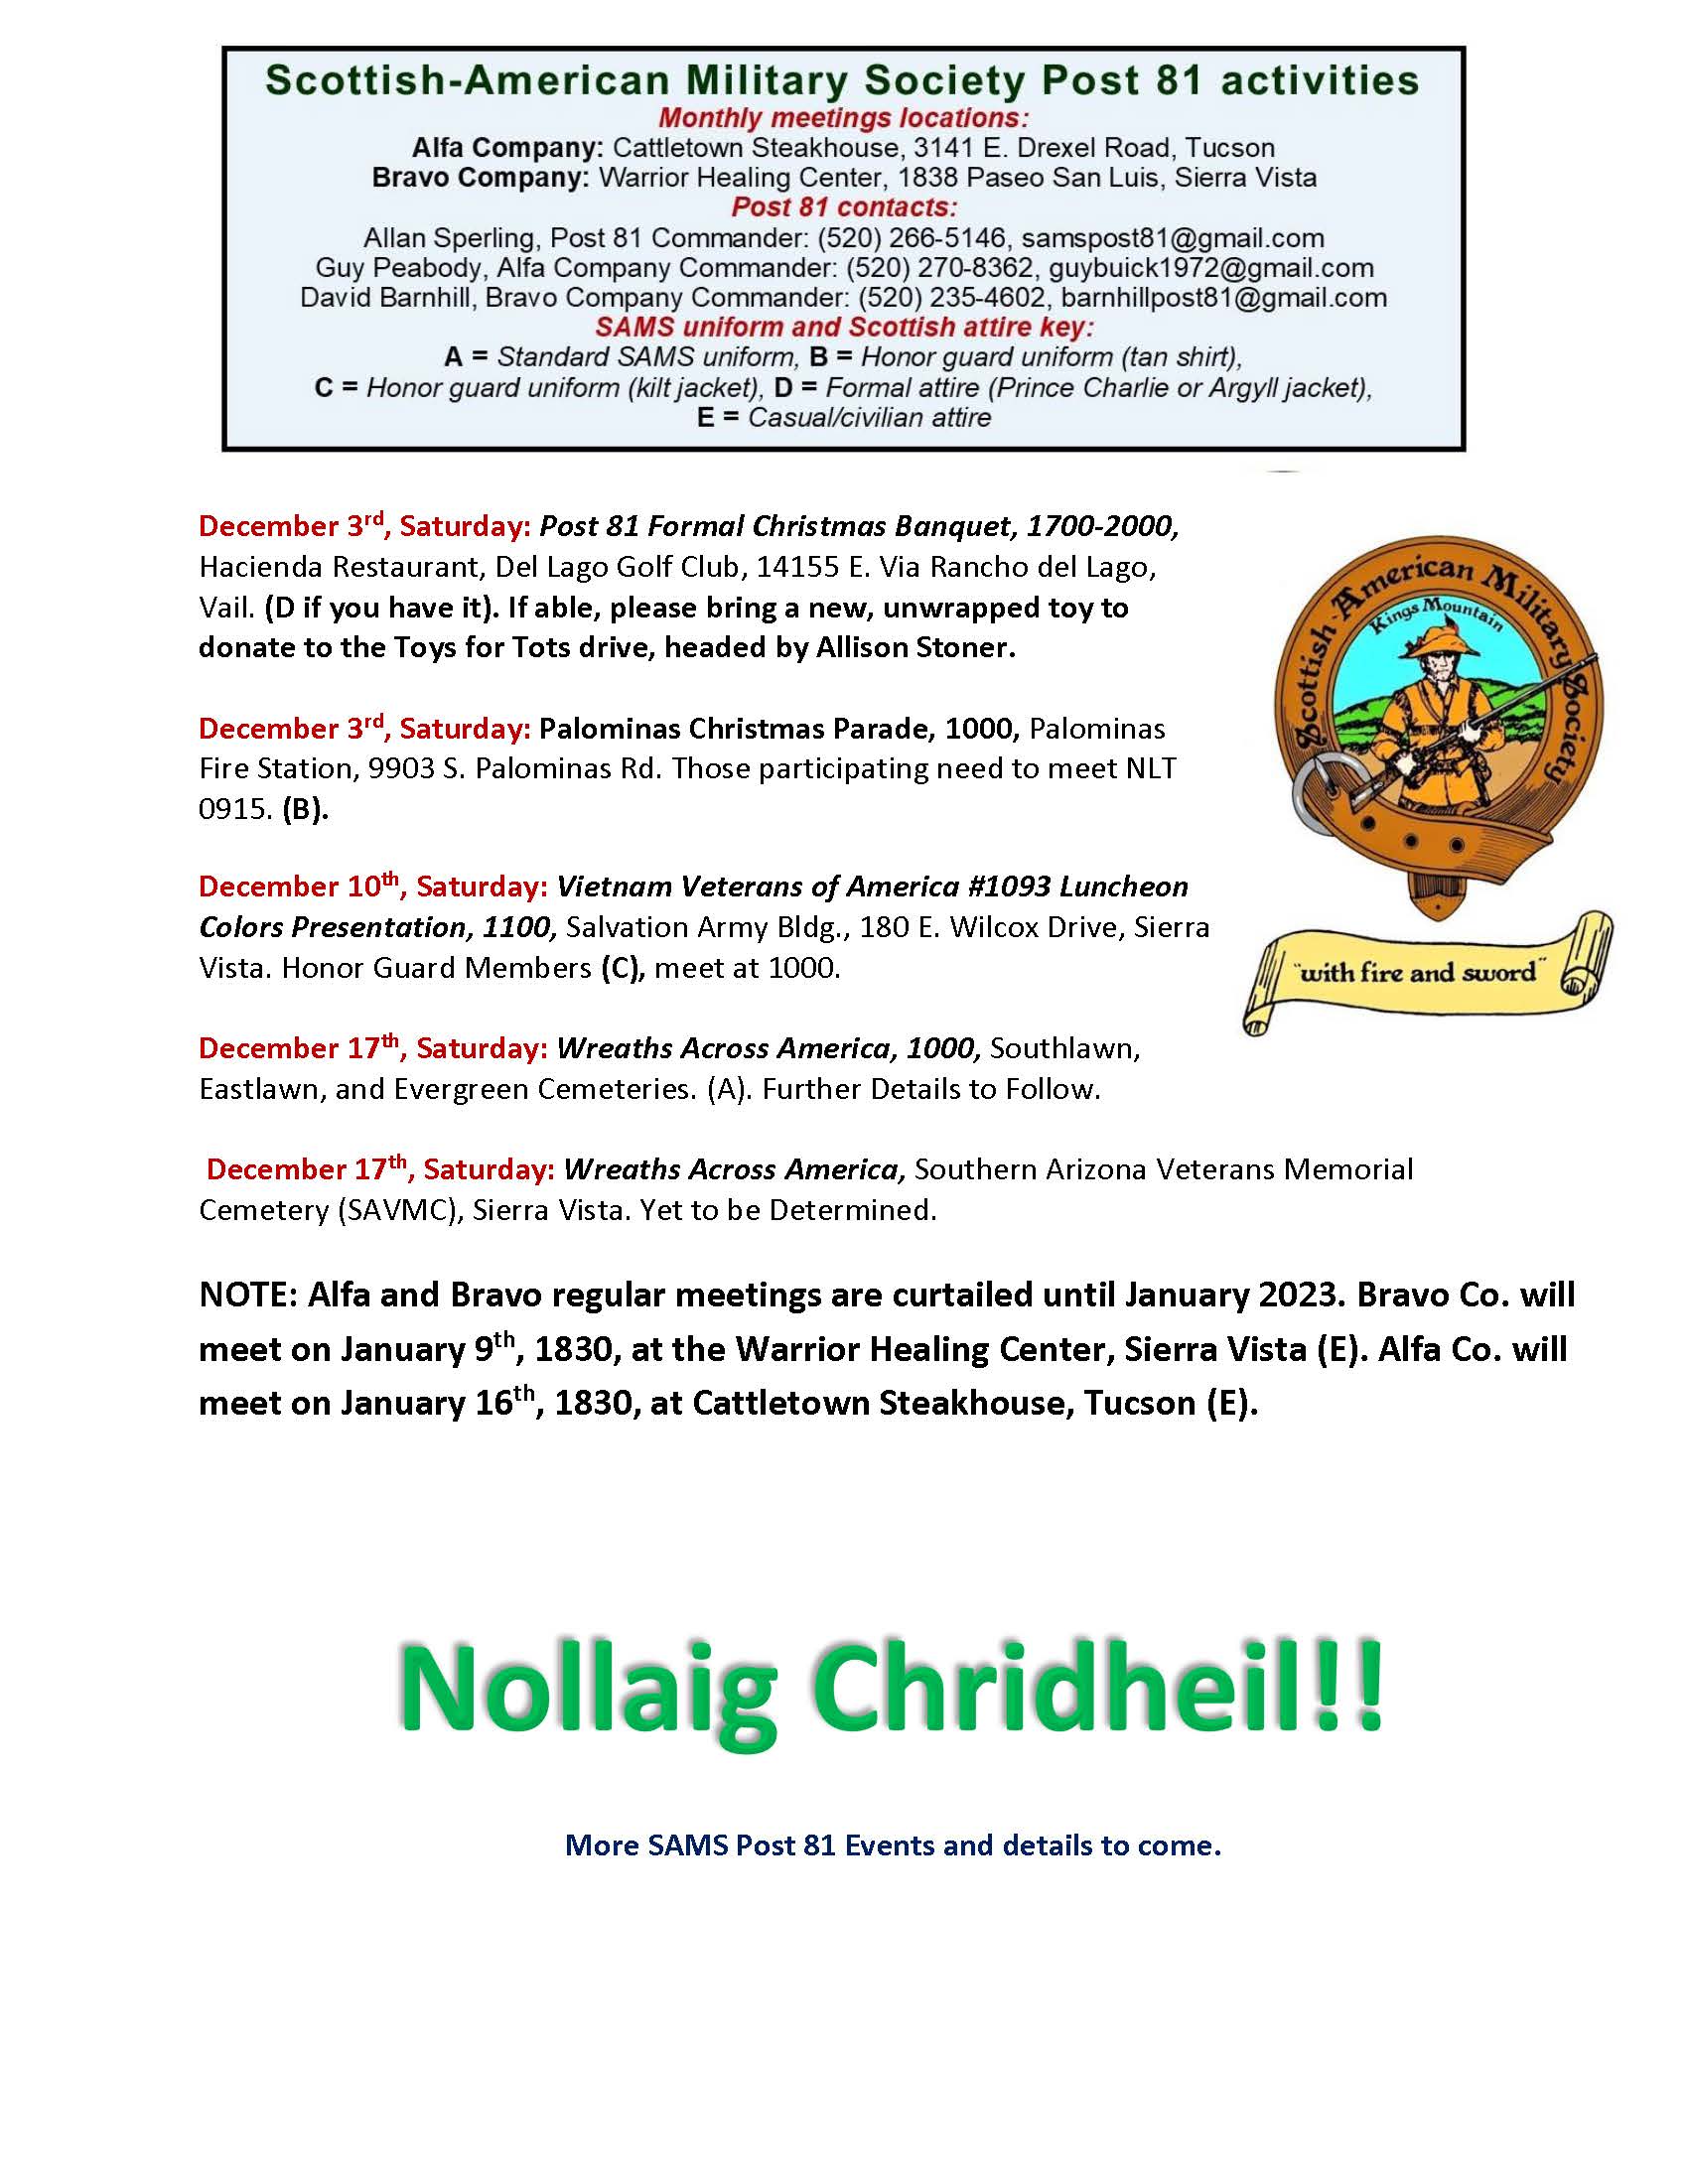 Scottish-American Military Society Post 81 activities
Monthly meetings locations:
Alfa Company: Cattletown Steakhouse, 3141 E. Drexel Road, Tucson
Bravo Company: Warrior Healing Center, 1838 Paseo San Luis, Sierra Vista
Post 81 contacts:
Allan Sperling, Post 81 Commander: (520) 266-5146, samspost81@gmail.com
Guy Peabody, Alfa Company Commander: (520) 270-8362, guybuick1972@gmail.com
David Barnhill, Bravo Company Commander: (520) 235-4602, barnhillpost81@gmail.com
SAMS uniform and Scottish attire key:
A = Standard SAMS uniform, B = Honor guard uniform (tan shirt),
C = Honor guard uniform (kilt jacket), D = Formal attire (Prince Charlie or Argyll jacket),
E = Casual/civilian attire
December 3rd, Saturday: Post 81 Formal Christmas Banquet, 1700-2000,
Hacienda Restaurant, Del Lago Golf Club, 14155 E. Via Rancho del Lago,
Vail. (D if you have it). If able, please bring a new, unwrapped toy to
donate to the Toys for Tots drive, headed by Allison Stoner.
December 3rd, Saturday: Palominas Christmas Parade, 1000, Palominas
Fire Station, 9903 S. Palominas Rd. Those participating need to meet NLT
0915. (B).
December 10th, Saturday: Vietnam Veterans of America #1093 Luncheon
Colors Presentation, 1100, Salvation Army Bldg., 180 E. Wilcox Drive, Sierra
Vista. Honor Guard Members (C), meet at 1000.
December 17th, Saturday: Wreaths Across America, 1000, Southlawn,
Eastlawn, and Evergreen Cemeteries. (A). Further Details to Follow.
Scottish-American Military Society
Kings Mountain
"with fire and sword"
December 17th, Saturday: Wreaths Across America, Southern Arizona Veterans Memorial
Cemetery (SAVMC), Sierra Vista. Yet to be Determined.
NOTE: Alfa and Bravo regular meetings are curtailed until January 2023. Bravo Co. will
meet on January 9th, 1830, at the Warrior Healing Center, Sierra Vista (E). Alfa Co. will
meet on January 16th, 1830, at Cattletown Steakhouse, Tucson (E).
Nollaig Chridheil!!
More SAMS Post 81 Events and details to come.